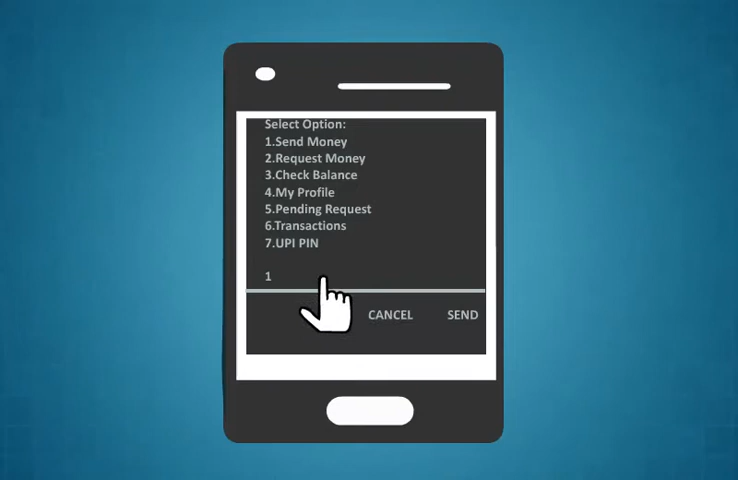 Select Option:
1.Send Money
2.Request Money
3.Check Balance
4.My Profile
5.Pending Request
6.Transactions
7.UPI PIN
1
CANCEL SEND